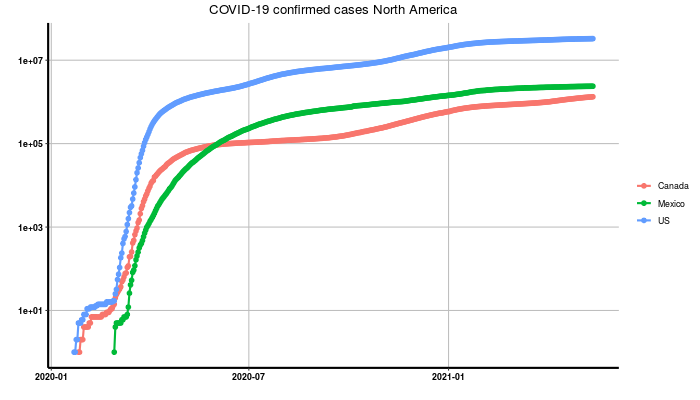 COVID-19 confirmed cases North America
1e+07
1e+05
1e+03
1e+01
2020-01
2020-07
2021-01
Canada
Mexico
US